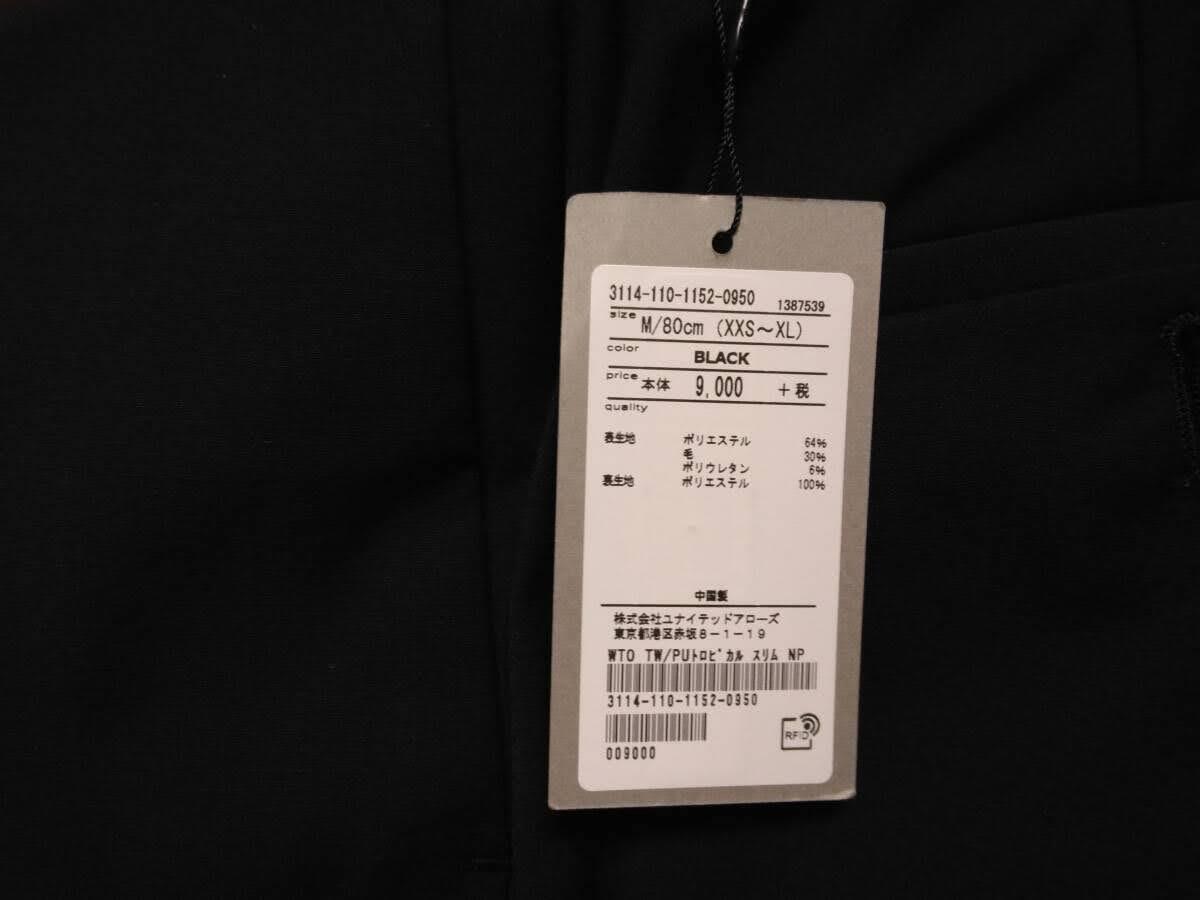 3114-110-1152-0950 1387539
size M/80cm (XXS～XL)
color BLACK
price 本体 9,000 +税
quality
表生地 ポリエステル 64%
毛 30%
ポリウレタン 6%
裏生地 ポリエステル 100%
中国製
株式会社ユナイテッドアローズ
東京都港区赤坂8－1－19
WTO TW/PUﾄﾛﾋﾟｶﾙ ｽﾘﾑ NP
3114-110-1152-0950
009000
RFID